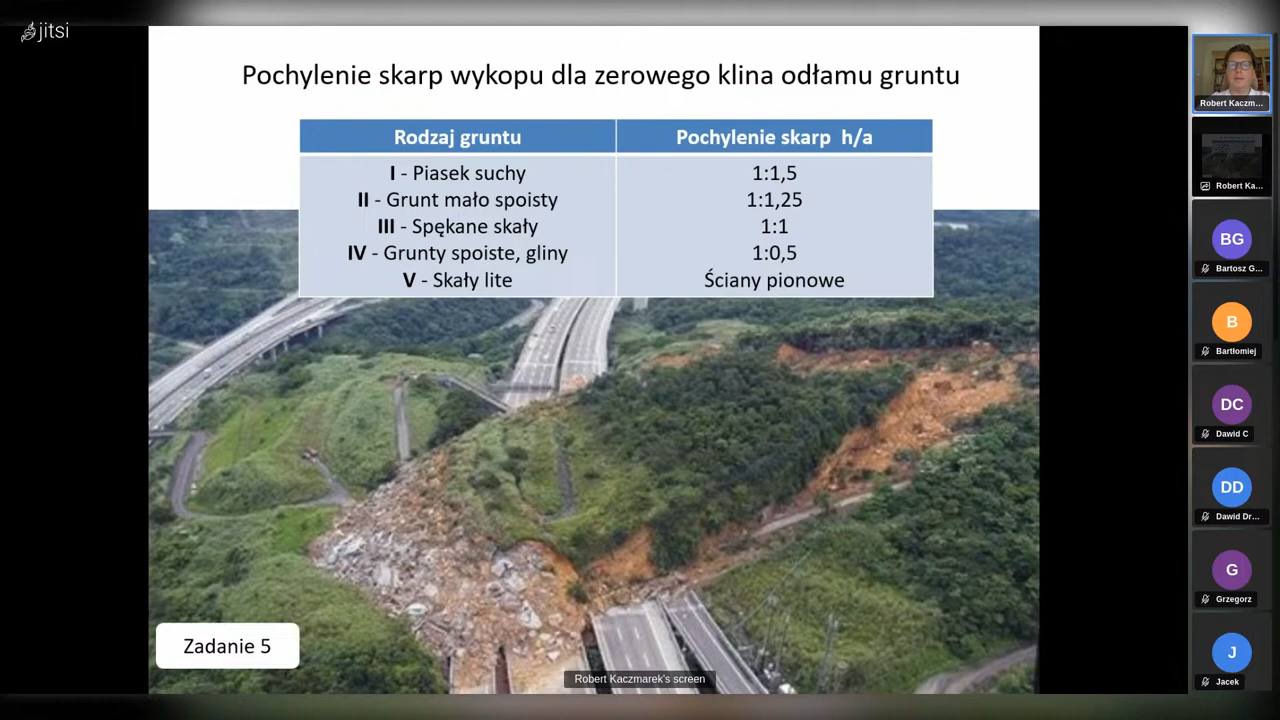 jitsi
Pochylenie skarp wykopu dla zerowego klina odłamu gruntu
Rodzaj gruntu
Pochylenie skarp h/a
I - Piasek suchy
1:1,5
II - Grunt mało spoisty
1:1,25
III - Spękane skały
1:1
IV - Grunty spoiste, gliny
1:0,5
V - Skały lite
Ściany pionowe
Zadanie 5
Robert Kaczmarek's screen
Robert Kaczm...
Robert Ka...
BG
Bartosz G...
B
Bartłomiej
DC
Dawid C
DD
Dawid Dr...
G
Grzegorz
J
Jacek